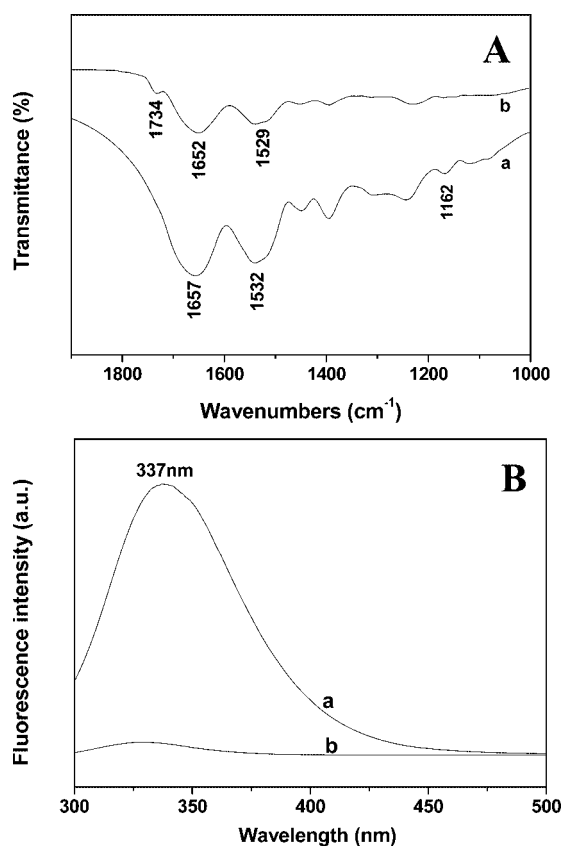 A
Transmittance (%)
1734
1652
1529
b
a
1162
1657
1532
1800 1600 1400 1200 1000
Wavenumbers (cm⁻¹)
B
337nm
Fluorescence intensity (a.u.)
a
b
300 350 400 450 500
Wavelength (nm)